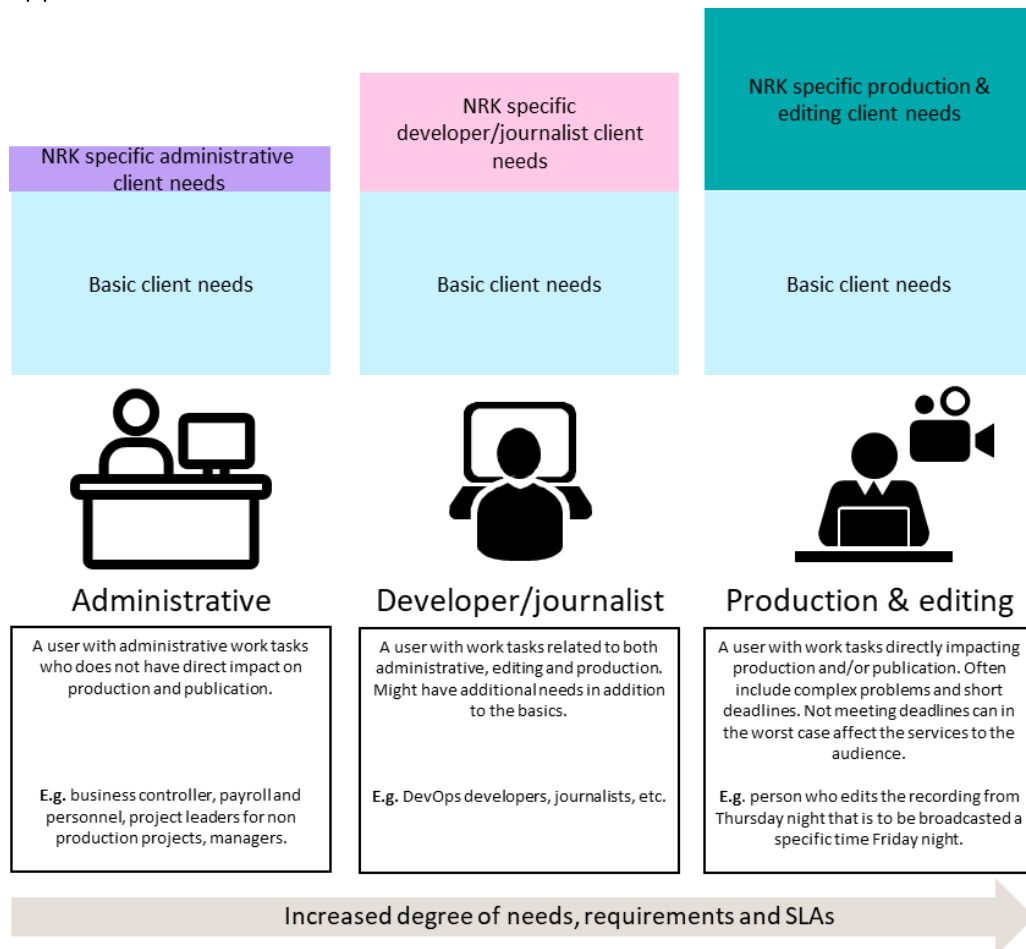 NRK specific administrative
client needs
Basic client needs
NRK specific
developer/journalist client
needs
Basic client needs
NRK specific production &
editing client needs
Basic client needs
Administrative
A user with administrative work tasks
who does not have direct impact on
production and publication.
E.g. business controller, payroll and
personnel, project leaders for non
production projects, managers.
Developer/journalist
A user with work tasks related to both
administrative, editing and production.
Might have additional needs in addition
to the basics.
E.g. DevOps developers, journalists, etc.
Production & editing
A user with work tasks directly impacting
production and/or publication. Often
include complex problems and short
deadlines. Not meeting deadlines can in
the worst case affect the services to the
audience.
E.g. person who edits the recording from
Thursday night that is to be broadcasted a
specific time Friday night.
Increased degree of needs, requirements and SLAs